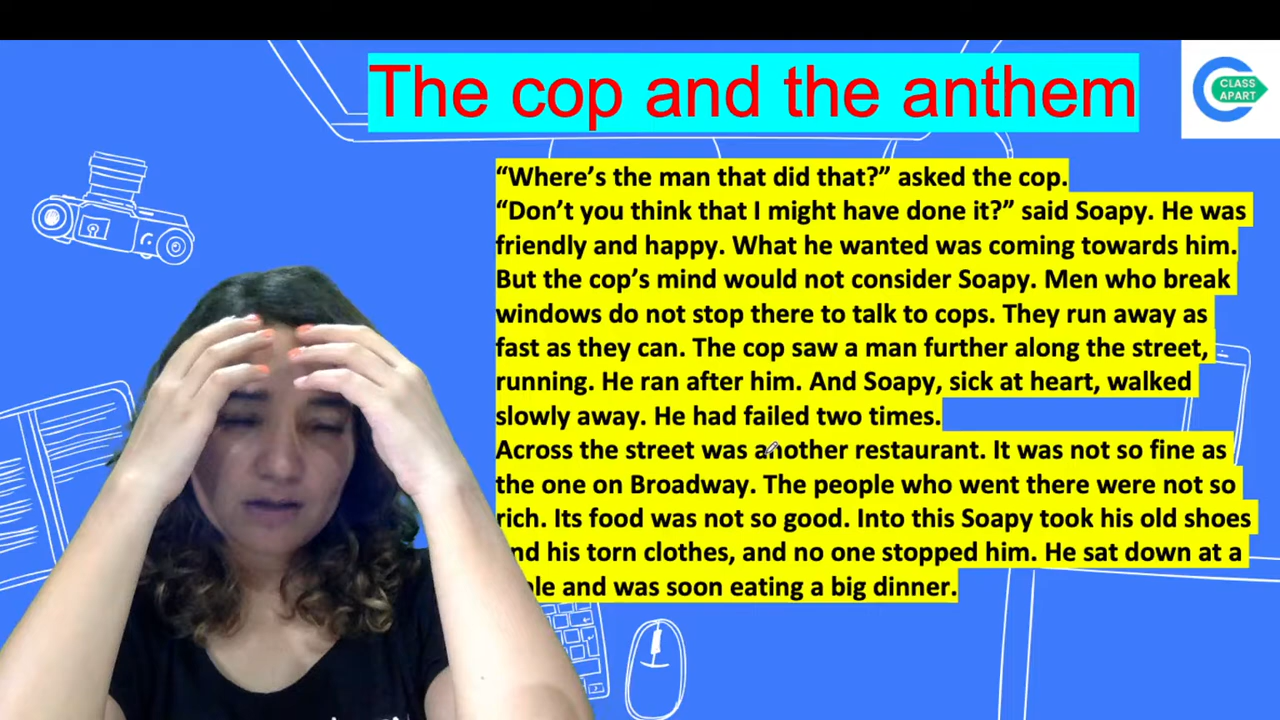 The cop and the anthem
CLASS
APART
“Where’s the man that did that?” asked the cop.
“Don’t you think that I might have done it?” said Soapy. He was
friendly and happy. What he wanted was coming towards him.
But the cop’s mind would not consider Soapy. Men who break
windows do not stop there to talk to cops. They run away as
fast as they can. The cop saw a man further along the street,
running. He ran after him. And Soapy, sick at heart, walked
slowly away. He had failed two times.
Across the street was another restaurant. It was not so fine as
the one on Broadway. The people who went there were not so
rich. Its food was not so good. Into this Soapy took his old shoes
his torn clothes, and no one stopped him. He sat down at a
and was soon eating a big dinner.